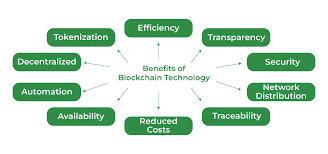 Efficiency
Tokenization
Transparency
Decentralized
Benefits of
Blockchain Technology
Security
Automation
Network
Distribution
Availability
Reduced
Costs
Traceability